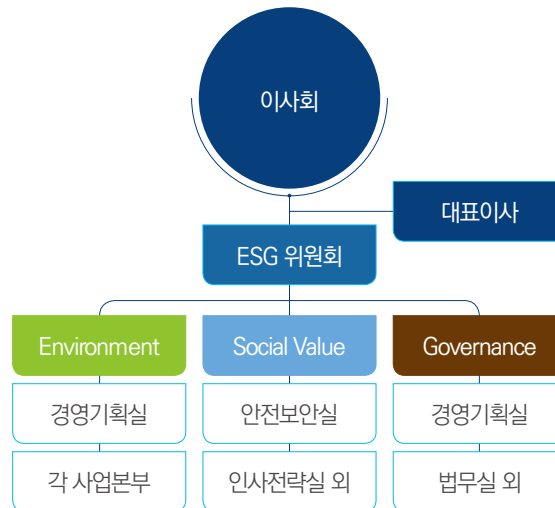 이사회
대표이사
ESG 위원회
Environment
Social Value
Governance
경영기획실
안전보안실
경영기획실
각 사업본부
인사전략실 외
법무실 외